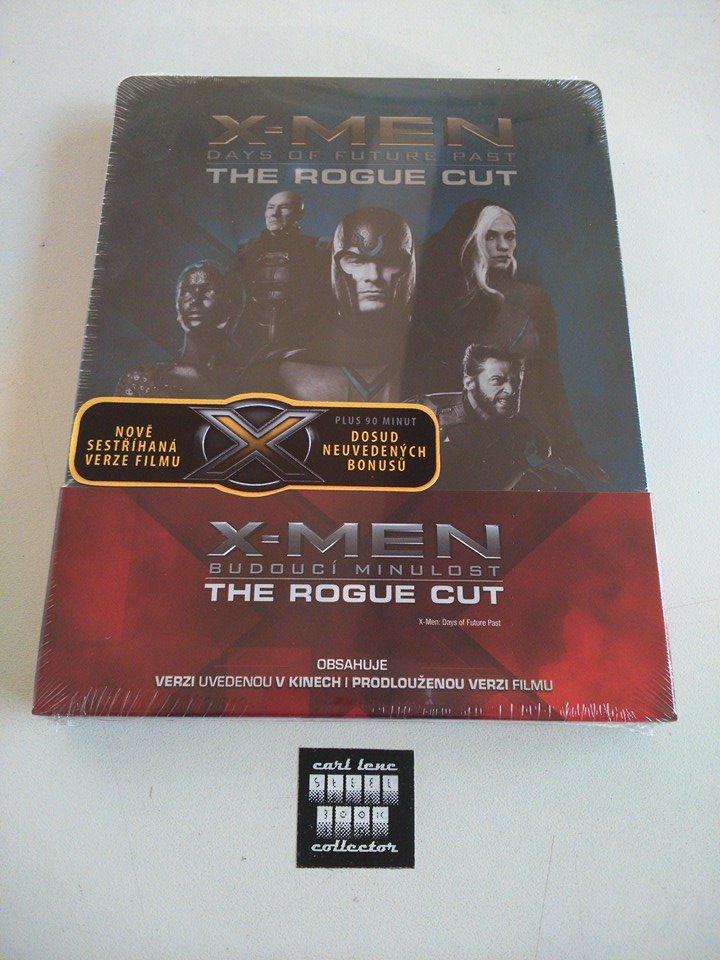 X-MEN
DAYS OF FUTURE PAST
THE ROGUE CUT
NOVĚ
SESTŘÍHANÁ
VERZE FILMU
X
PLUS 90 MINUT
DOSUD
NEUVEDENÝCH
BONUSŮ
X-MEN
BUDOUCÍ MINULOST
THE ROGUE CUT
X-Men: Days of Future Past
OBSAHUJE
VERZI UVEDENOU V KINECH I PRODLOUŽENOU VERZI FILMU
carl lenc
STEEL
BOOK
collector